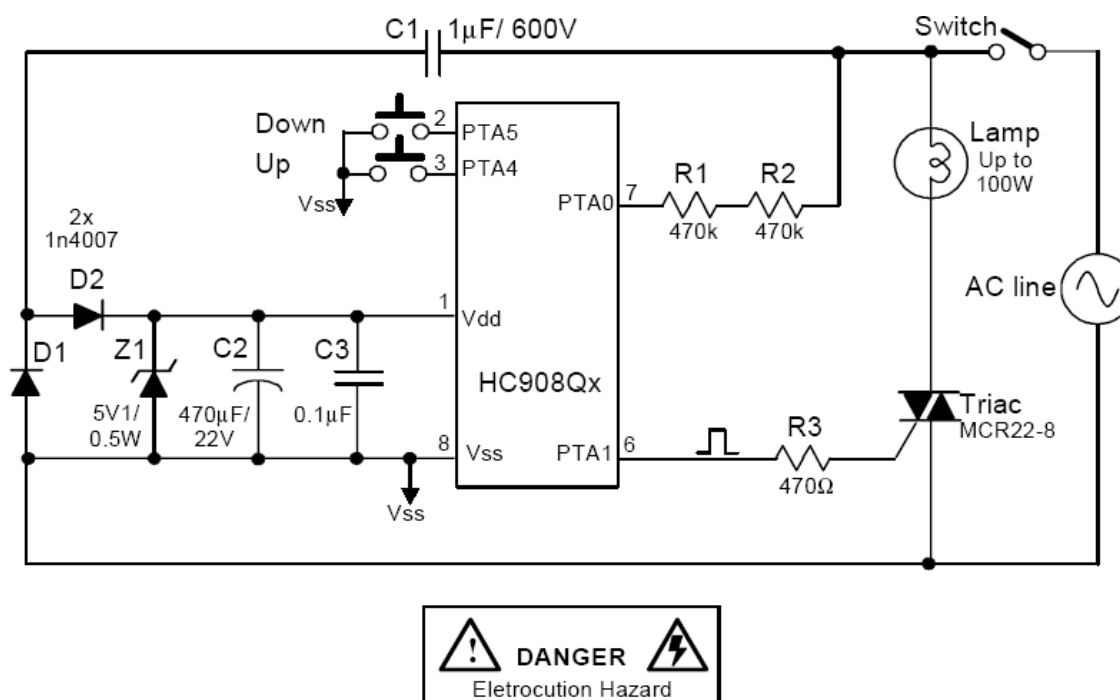 C1 1µF/ 600V
Switch
Down
2 PTA5
Up
3 PTA4
Vss
Lamp
Up to
100W
R1 R2
7
PTA0
470k 470k
2x
1n4007
D2
AC line
1
Vdd
D1 Z1 C2 C3
HC908Qx
5V1/
0.5W
470µF/
22V
0.1µF
Triac
MCR22-8
8 Vss
PTA1 6
R3
470Ω
Vss
! DANGER
Eletrocution Hazard